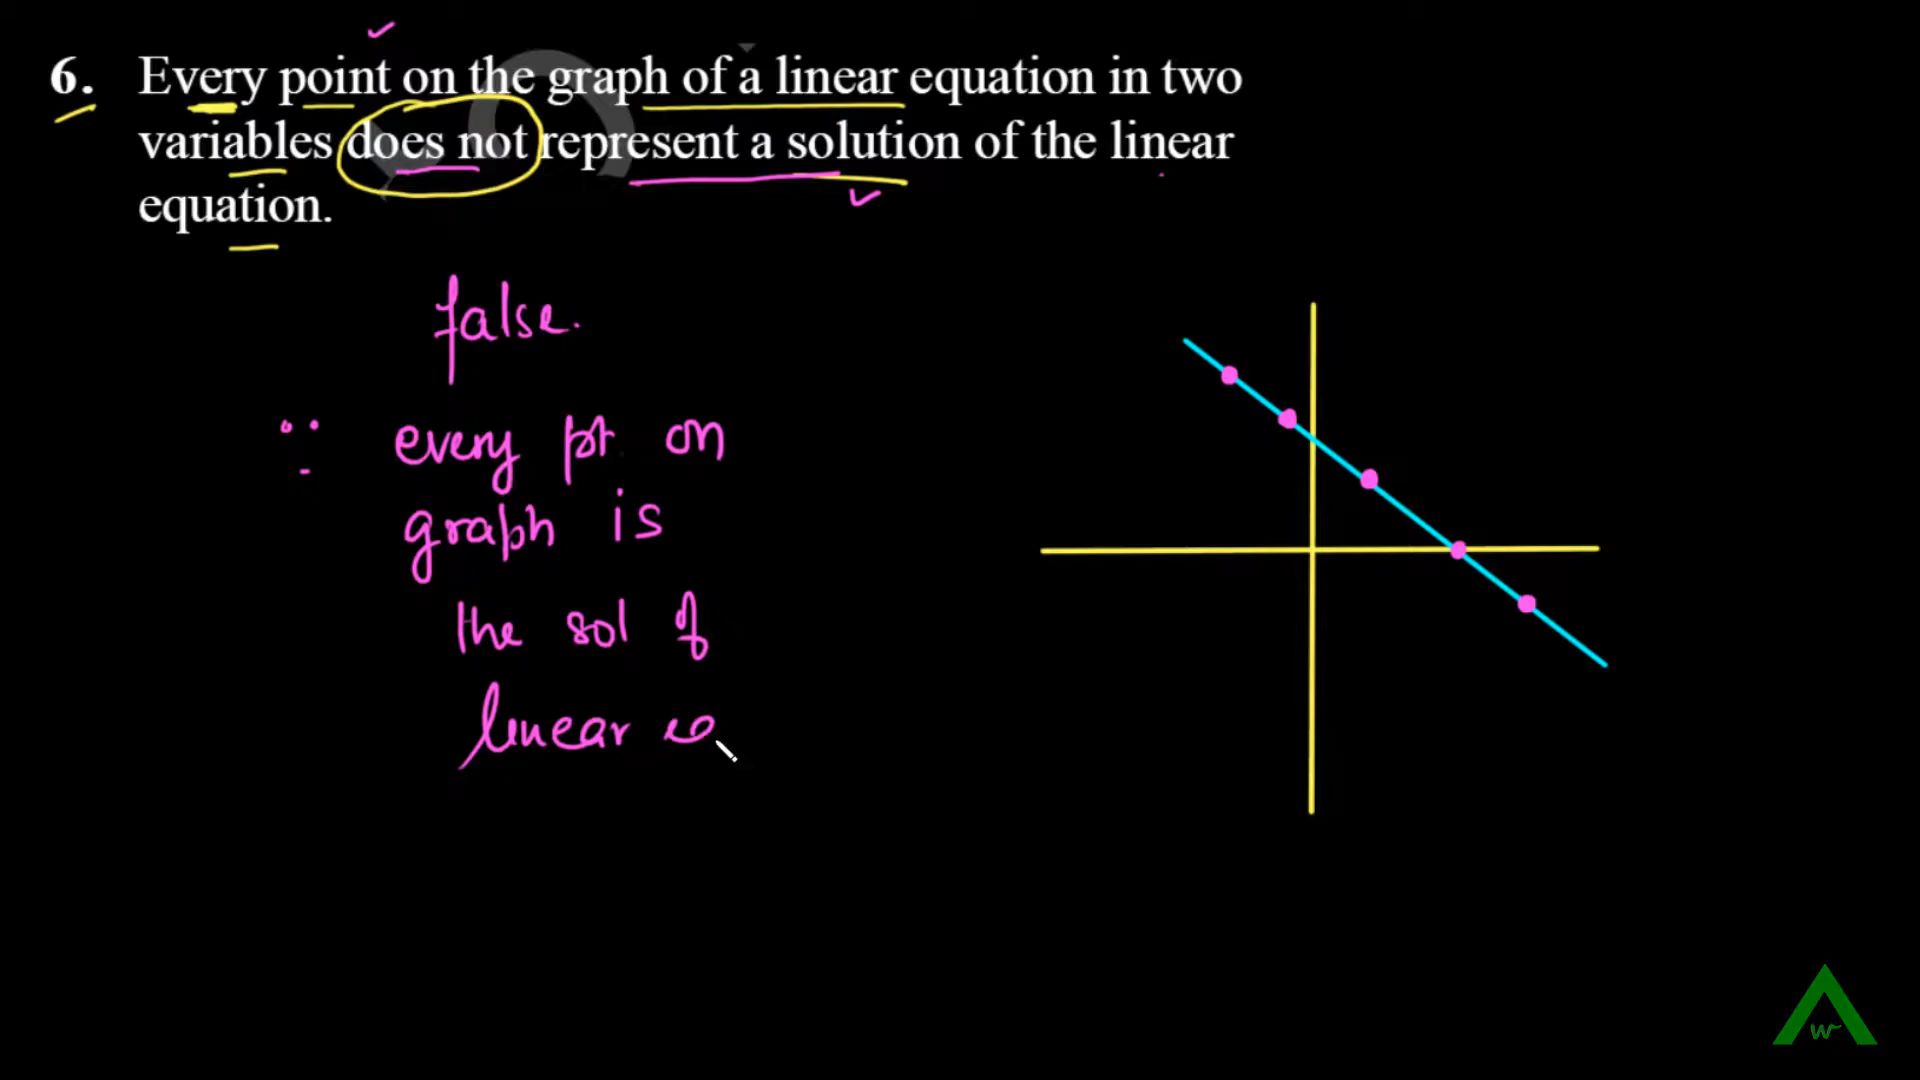 6. Every point on the graph of a linear equation in two
variables does not represent a solution of the linear
equation.
false.
∵ every pt. on
graph is
the sol of
linear
W